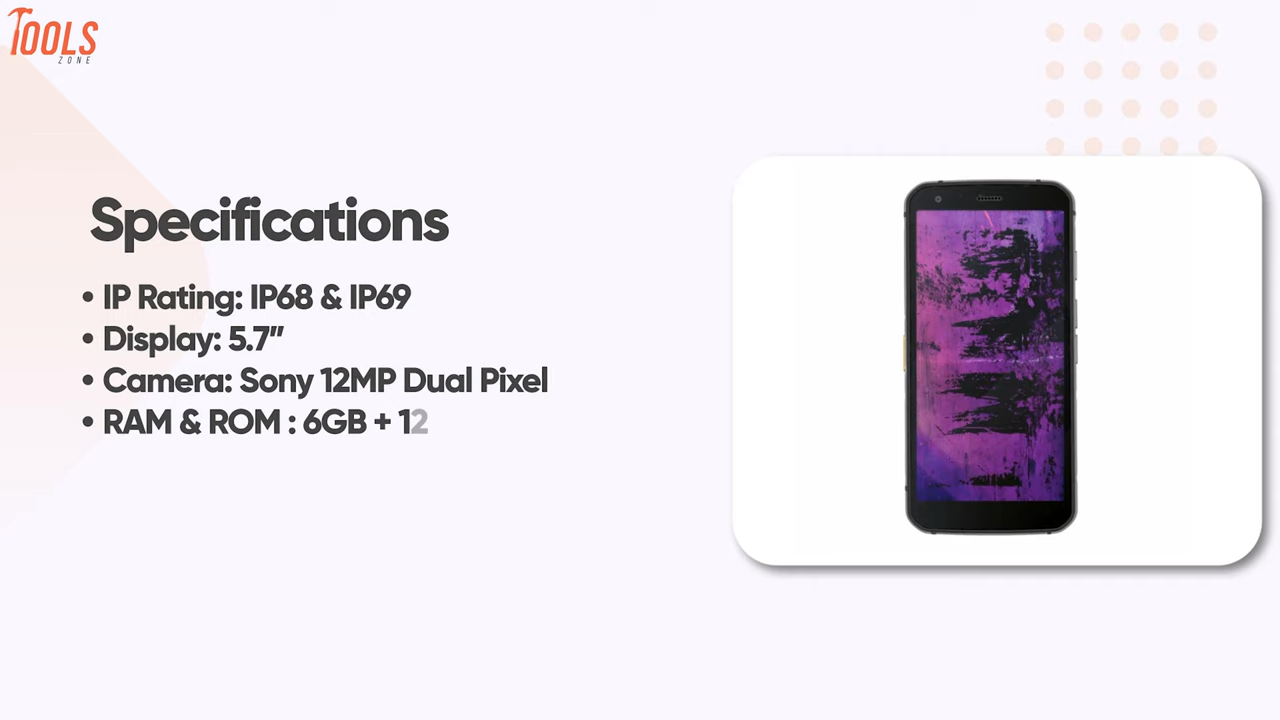 TOOLS
ZONE
Specifications
• IP Rating: IP68 & IP69
• Display: 5.7”
• Camera: Sony 12MP Dual Pixel
• RAM & ROM : 6GB + 12